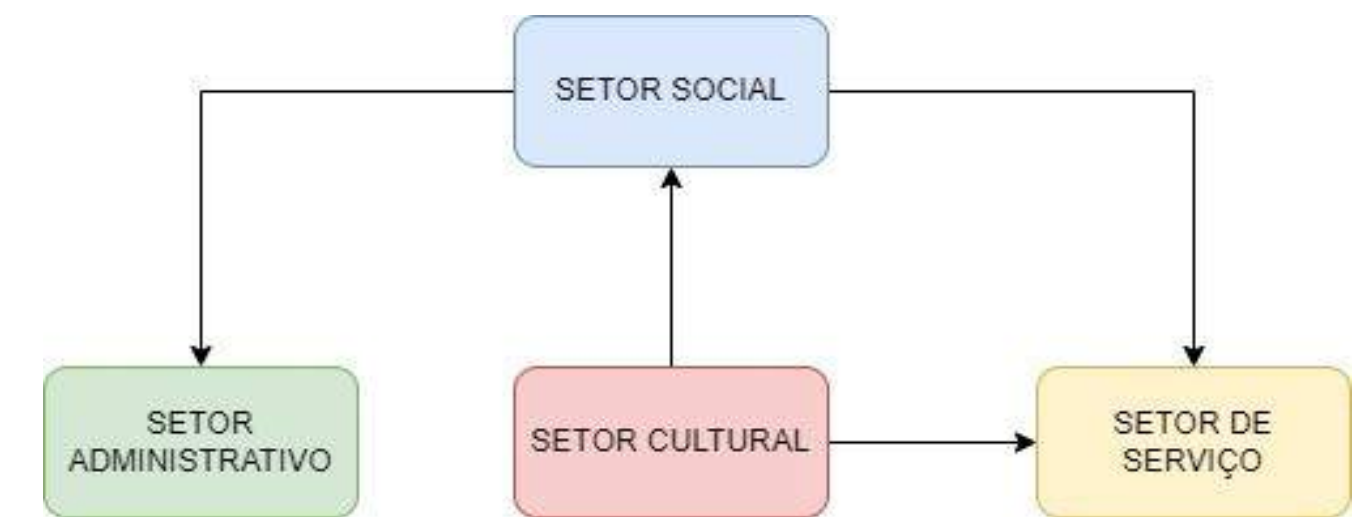 SETOR SOCIAL
SETOR
ADMINISTRATIVO
SETOR CULTURAL
SETOR DE
SERVIÇO